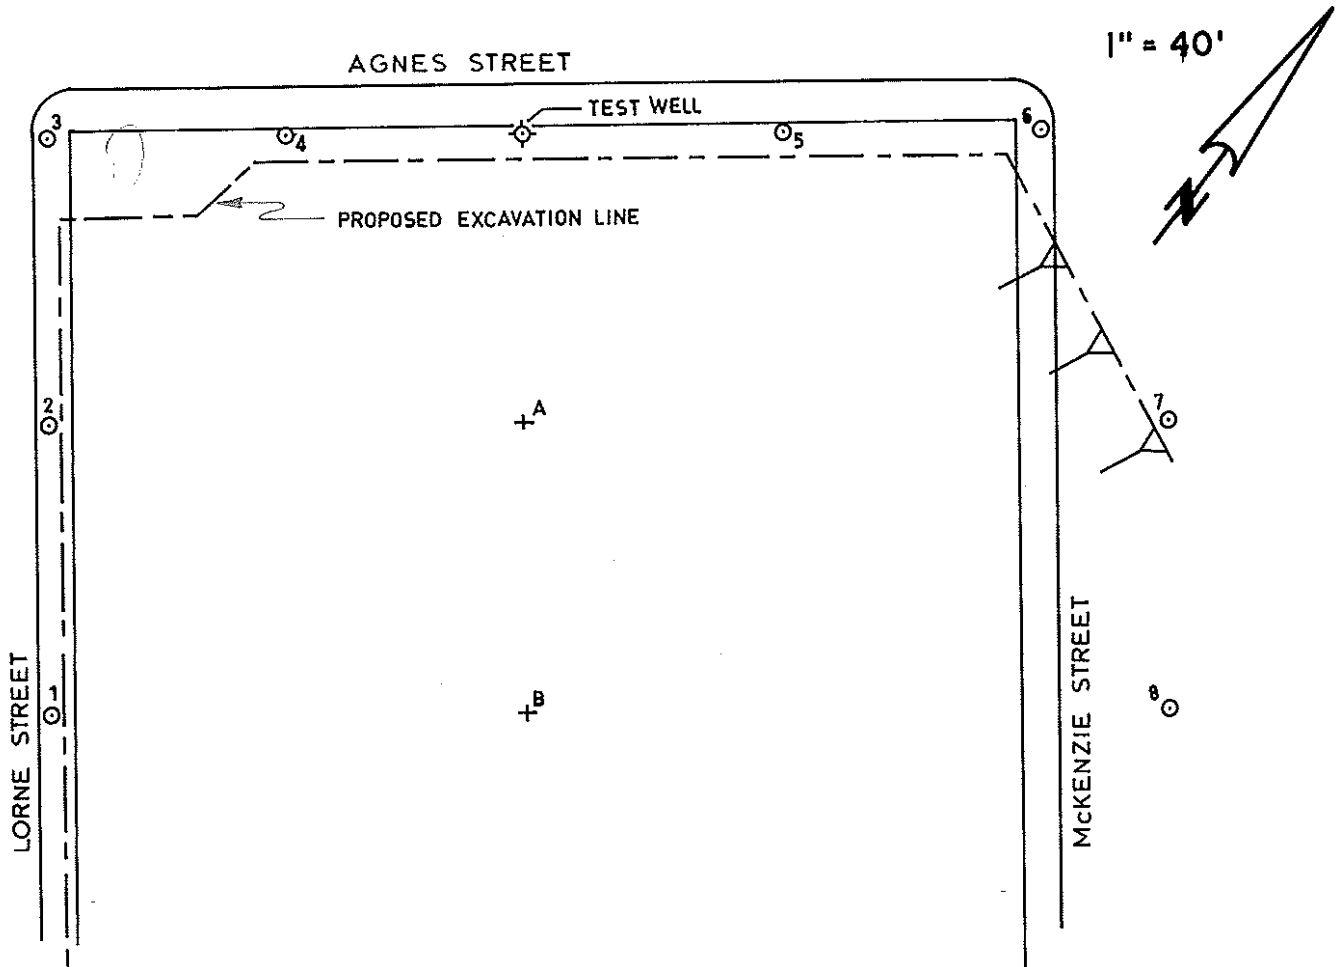 1" = 40'
AGNES STREET
TEST WELL
3
4
5
6
PROPOSED EXCAVATION LINE
N
2
A
7
1
B
8
LORNE STREET
McKENZIE STREET